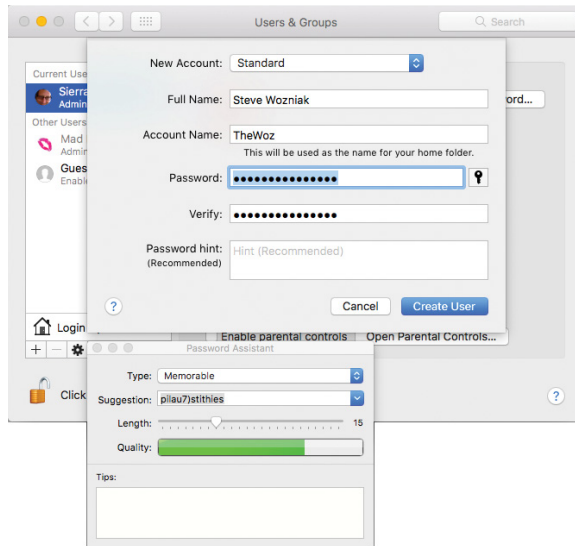 Users & Groups
Search
New Account: Standard
Current Use
Sierra
Admin
Full Name: Steve Wozniak
ord...
Other Users
Mad
Admin
Account Name: TheWoz
This will be used as the name for your home folder.
Gues
Enabl
Password: •••••••••••••••
Verify: •••••••••••••••
Password hint: Hint (Recommended)
(Recommended)
? Cancel Create User
Login
Enable parental controls Open Parental Controls...
+ −
Password Assistant
Type: Memorable
Click
?
Suggestion: pilau7)stithies
Length: 15
Quality:
Tips: